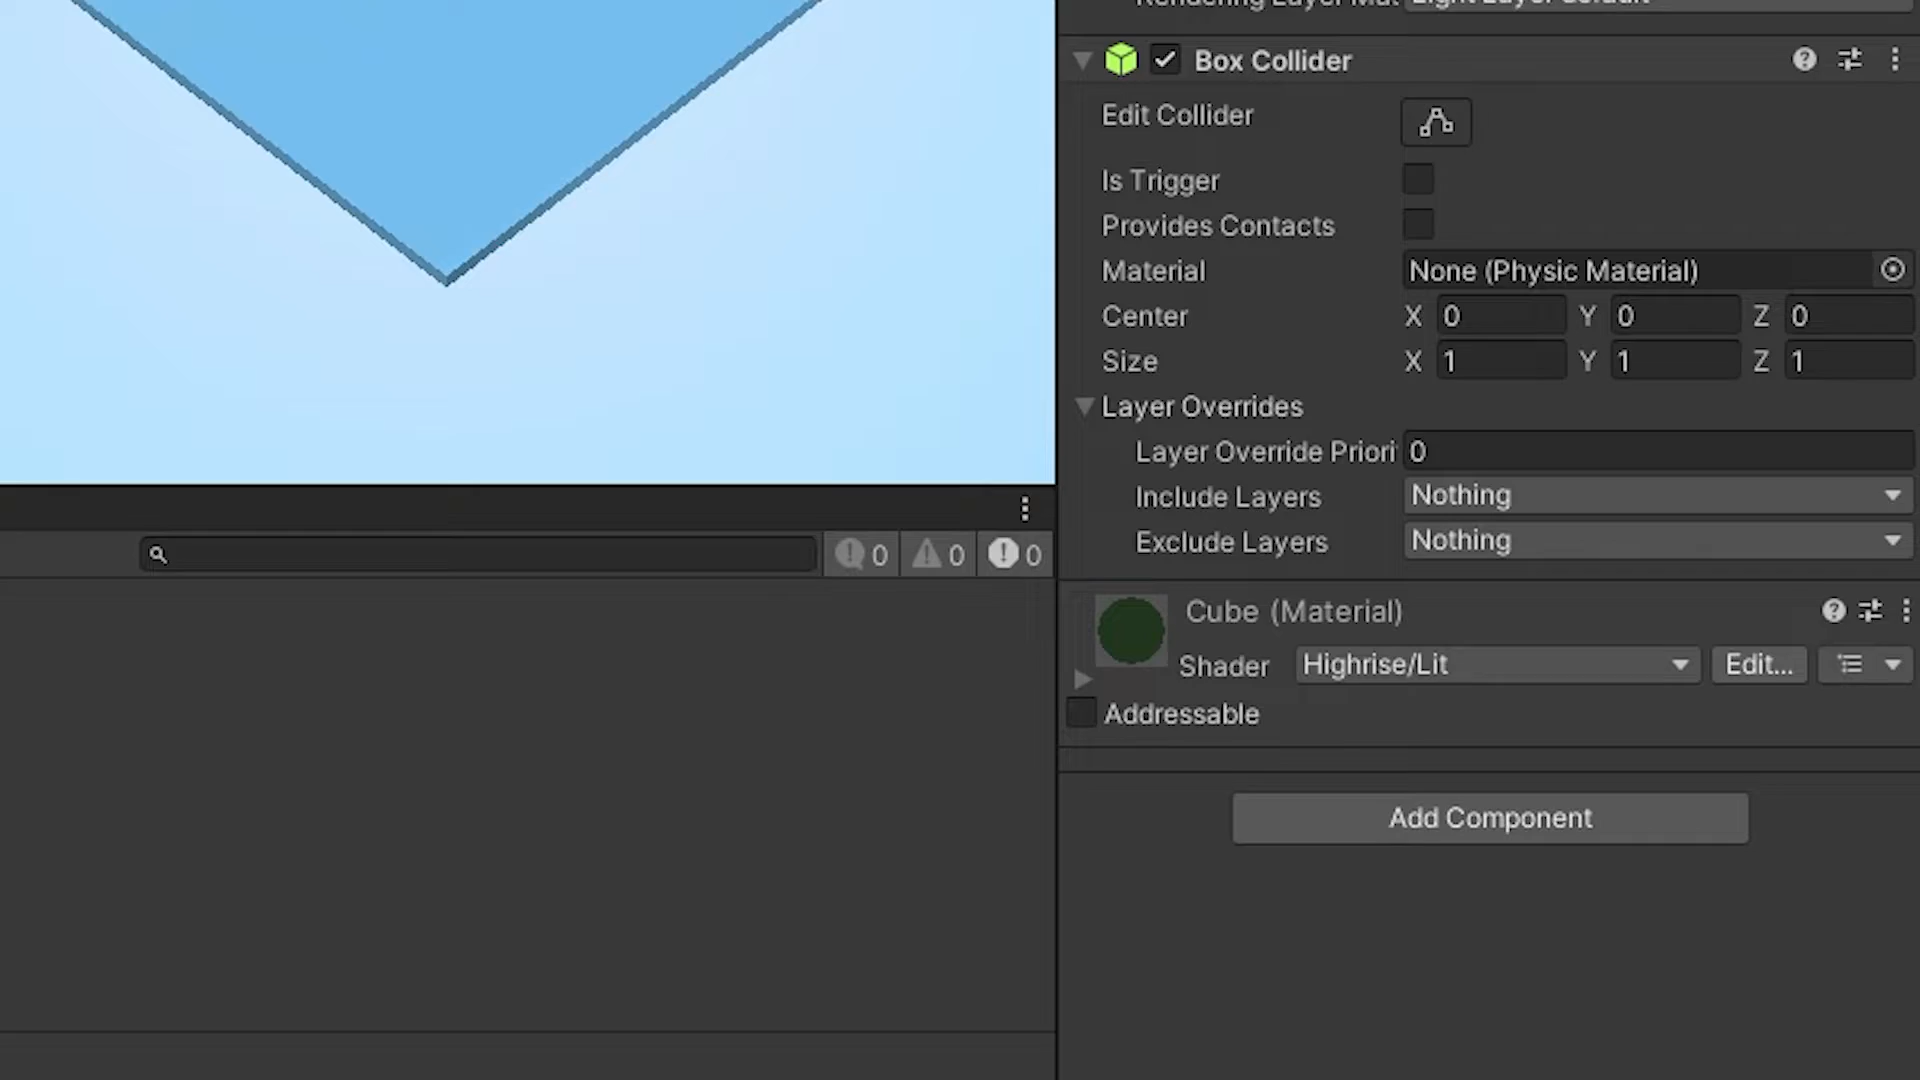 Box Collider
Edit Collider
Is Trigger
Provides Contacts
Material None (Physic Material)
Center X 0 Y 0 Z 0
Size X 1 Y 1 Z 1
Layer Overrides
Layer Override Priori 0
Include Layers Nothing
Exclude Layers Nothing
0 0 0
Cube (Material)
Shader Highrise/Lit Edit...
Addressable
Add Component